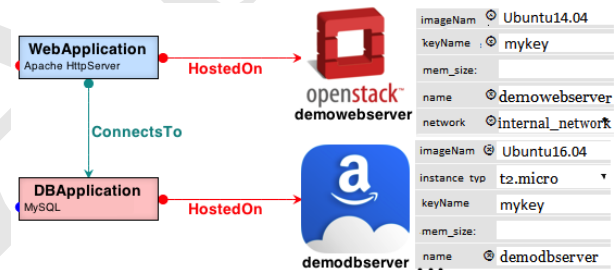 WebApplication
Apache HttpServer
HostedOn
openstack™
demowebserver
ConnectsTo
DBApplication
MySQL
HostedOn
a
demodbserver
imageNam Ubuntu14.04
keyName : mykey
mem_size:
name demowebserver
network internal_network
imageNam Ubuntu16.04
instance typ t2.micro
keyName mykey
mem_size:
name demodbserver